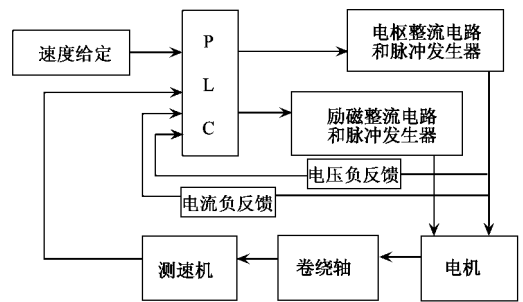 速度给定
P
L
C
电枢整流电路
和脉冲发生器
励磁整流电路
和脉冲发生器
电压负反馈
电流负反馈
测速机
卷绕轴
电机